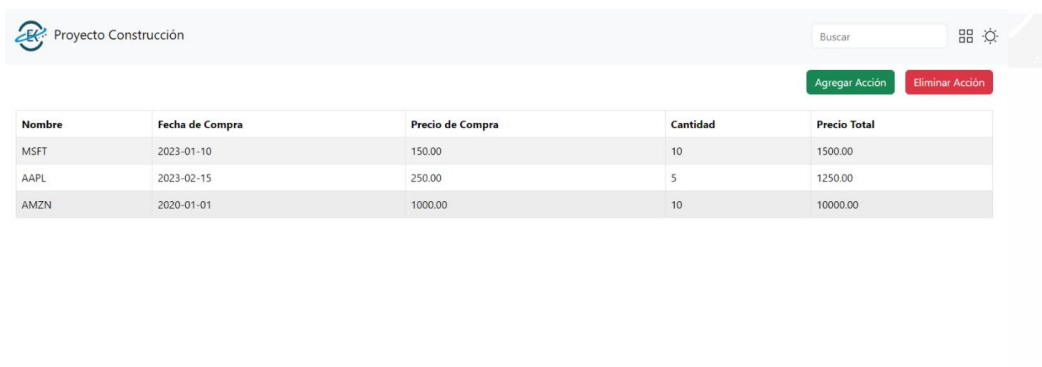 EC Proyecto Construcción Buscar
Agregar Acción Eliminar Acción
Nombre Fecha de Compra Precio de Compra Cantidad Precio Total
MSFT 2023-01-10 150.00 10 1500.00
AAPL 2023-02-15 250.00 5 1250.00
AMZN 2020-01-01 1000.00 10 10000.00